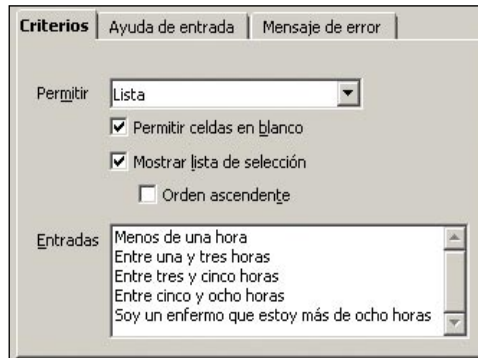 Criterios Ayuda de entrada Mensaje de error
Permitir Lista
Permitir celdas en blanco
Mostrar lista de selección
Orden ascendente
Entradas Menos de una hora
Entre una y tres horas
Entre tres y cinco horas
Entre cinco y ocho horas
Soy un enfermo que estoy más de ocho horas